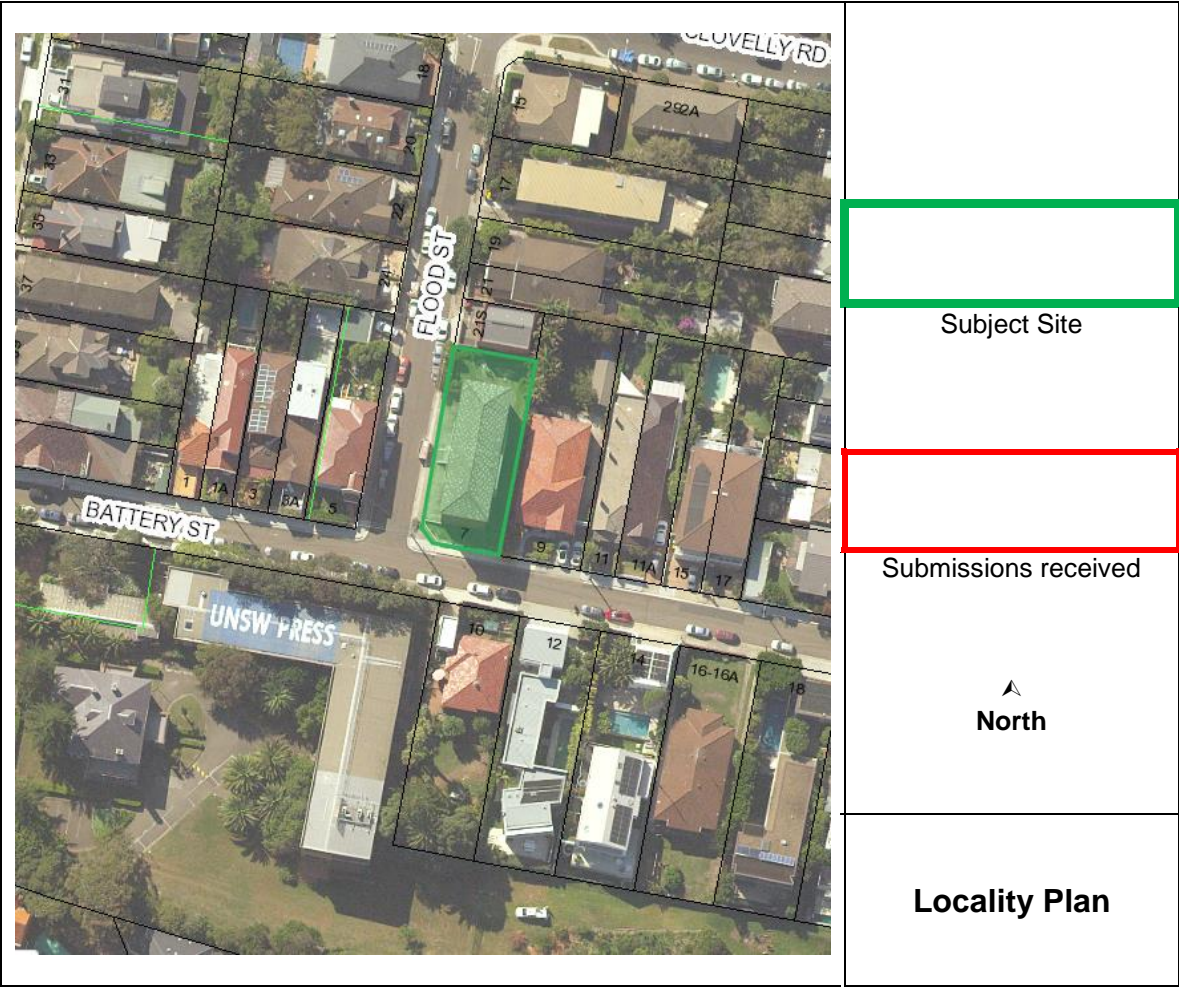 CLOVELLY RD
31
18
15
292A
20
33
17
22
35
19
24
21
37
FLOOD ST
21S
1
1A
3
3A
5
7
9
11
11A
15
17
BATTERY ST
UNSW PRESS
10
12
14
16-16A
18
Subject Site
Submissions received
North
Locality Plan